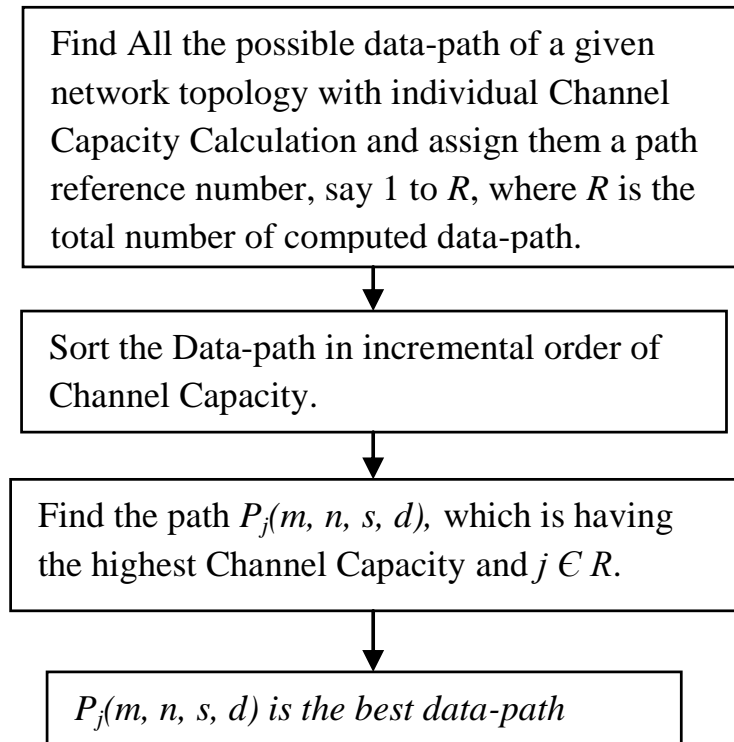 Find All the possible data-path of a given
network topology with individual Channel
Capacity Calculation and assign them a path
reference number, say 1 to R, where R is the
total number of computed data-path.
Sort the Data-path in incremental order of
Channel Capacity.
Find the path Pj(m, n, s, d), which is having
the highest Channel Capacity and j Є R.
Pj(m, n, s, d) is the best data-path